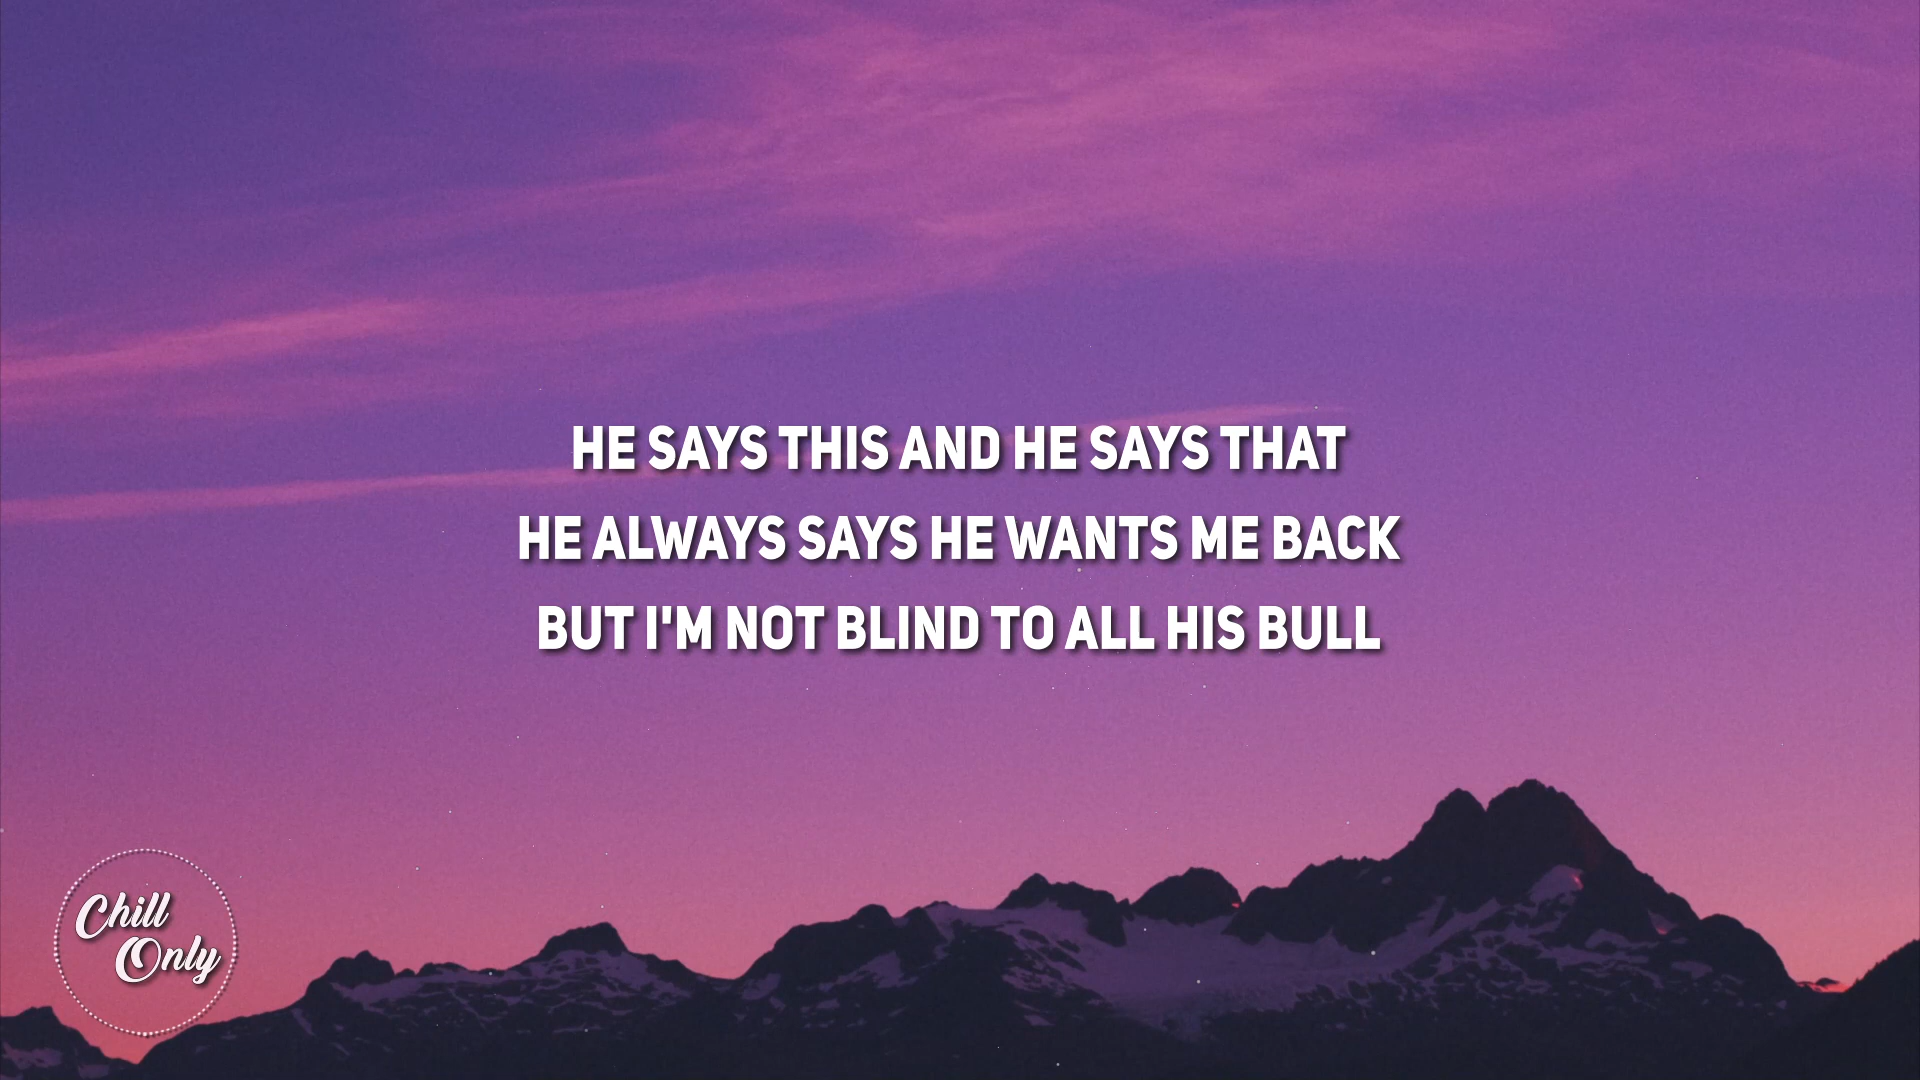 HE SAYS THIS AND HE SAYS THAT
HE ALWAYS SAYS HE WANTS ME BACK
BUT I'M NOT BLIND TO ALL HIS BULL
Chill
Only